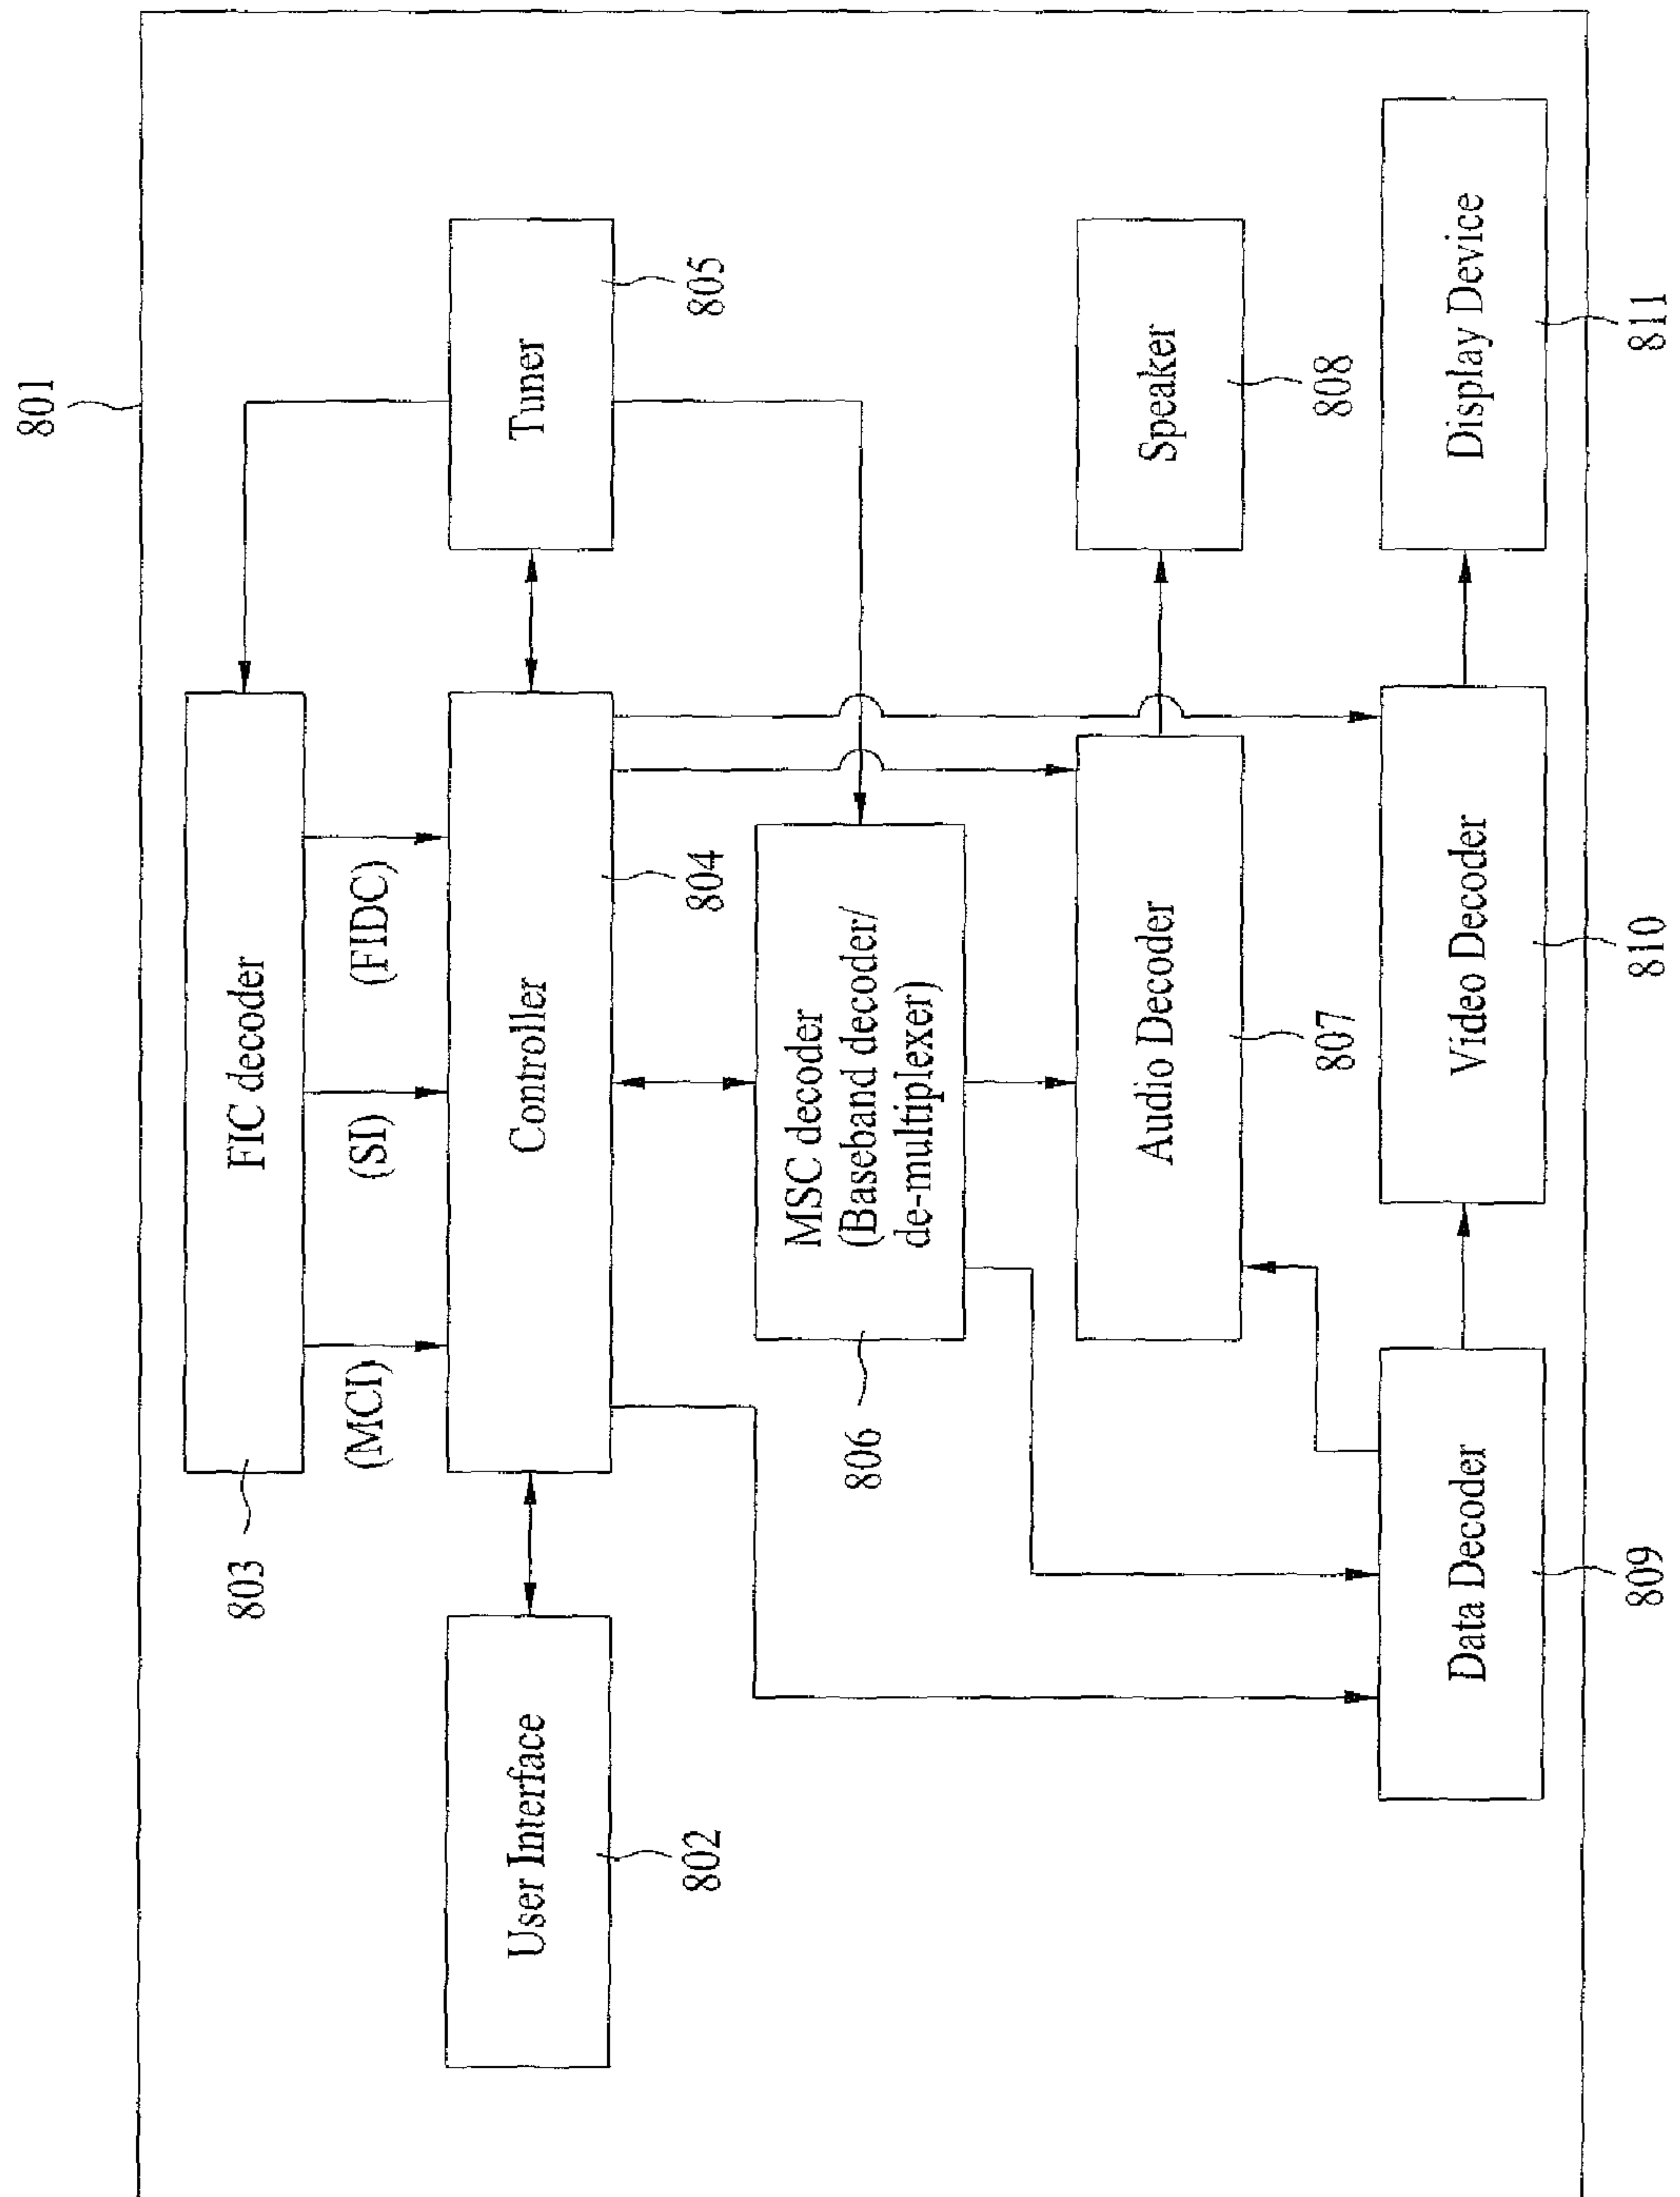 801
FIC decoder
803
(MCI)
(SI)
(FIDC)
User Interface
802
Controller
804
Tuner
805
MSC decoder
(Baseband decoder/
de-multiplexer)
806
Audio Decoder
807
Speaker
808
Data Decoder
809
Video Decoder
810
Display Device
811